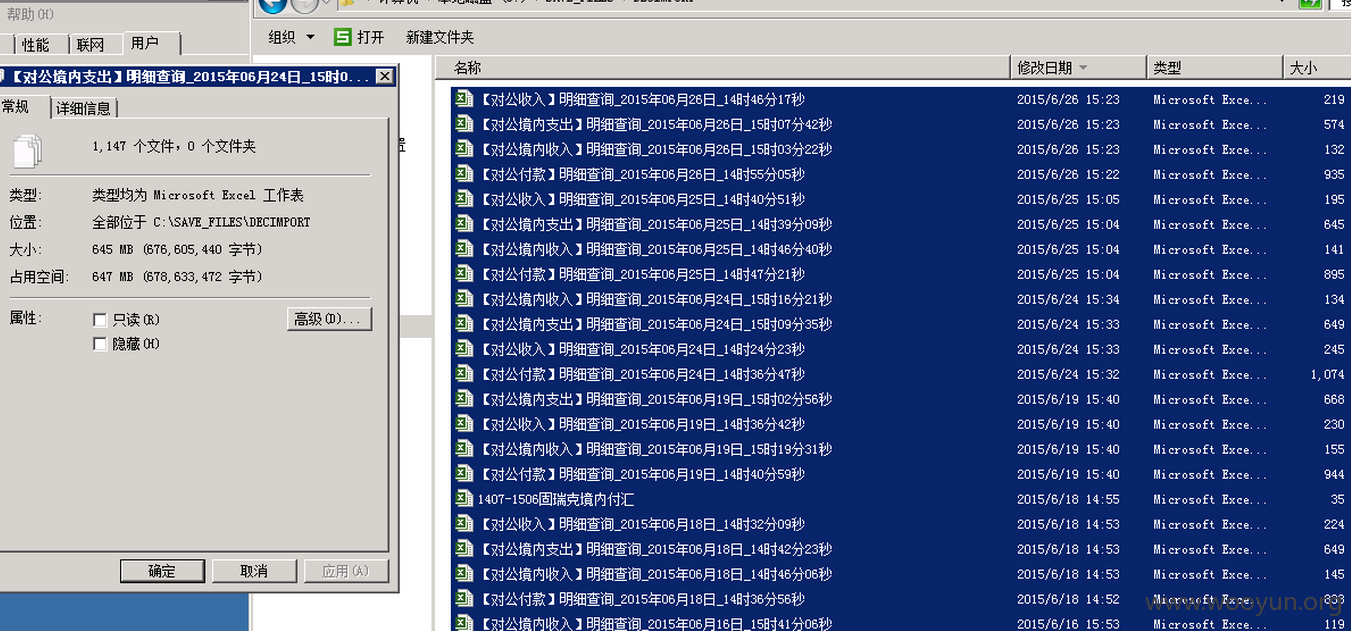 帮助(H)
性能 联网 用户
【对公境内支出】明细查询_2015年06月24日_15时0...
常规 详细信息
1,147 个文件，0 个文件夹
类型: 类型均为 Microsoft Excel 工作表
位置: 全部位于 C:\SAVE_FILES\DECIMPORT
大小: 645 MB (676,605,440 字节)
占用空间: 647 MB (678,633,472 字节)
属性: 只读(R) 高级(D)...
隐藏(H)
确定 取消 应用(A)
组织 打开 新建文件夹
名称 修改日期 类型 大小
【对公收入】明细查询_2015年06月26日_14时46分17秒 2015/6/26 15:23 Microsoft Exce... 219
【对公境内支出】明细查询_2015年06月26日_15时07分42秒 2015/6/26 15:23 Microsoft Exce... 574
【对公境内收入】明细查询_2015年06月26日_15时03分22秒 2015/6/26 15:23 Microsoft Exce... 132
【对公付款】明细查询_2015年06月26日_14时55分05秒 2015/6/26 15:22 Microsoft Exce... 935
【对公收入】明细查询_2015年06月25日_14时40分51秒 2015/6/25 15:05 Microsoft Exce... 195
【对公境内支出】明细查询_2015年06月25日_14时39分09秒 2015/6/25 15:04 Microsoft Exce... 645
【对公境内收入】明细查询_2015年06月25日_14时46分40秒 2015/6/25 15:04 Microsoft Exce... 141
【对公付款】明细查询_2015年06月25日_14时47分21秒 2015/6/25 15:04 Microsoft Exce... 895
【对公境内收入】明细查询_2015年06月24日_15时16分21秒 2015/6/24 15:34 Microsoft Exce... 134
【对公境内支出】明细查询_2015年06月24日_15时09分35秒 2015/6/24 15:33 Microsoft Exce... 649
【对公收入】明细查询_2015年06月24日_14时24分23秒 2015/6/24 15:33 Microsoft Exce... 245
【对公付款】明细查询_2015年06月24日_14时36分47秒 2015/6/24 15:32 Microsoft Exce... 1,074
【对公境内支出】明细查询_2015年06月19日_15时02分56秒 2015/6/19 15:40 Microsoft Exce... 668
【对公收入】明细查询_2015年06月19日_14时36分42秒 2015/6/19 15:40 Microsoft Exce... 230
【对公境内收入】明细查询_2015年06月19日_15时19分31秒 2015/6/19 15:40 Microsoft Exce... 155
【对公付款】明细查询_2015年06月19日_14时40分59秒 2015/6/19 15:40 Microsoft Exce... 944
1407-1506固瑞克境内付汇 2015/6/18 14:55 Microsoft Exce... 35
【对公收入】明细查询_2015年06月18日_14时32分09秒 2015/6/18 14:53 Microsoft Exce... 224
【对公境内支出】明细查询_2015年06月18日_14时42分23秒 2015/6/18 14:53 Microsoft Exce... 649
【对公境内收入】明细查询_2015年06月18日_14时46分06秒 2015/6/18 14:53 Microsoft Exce... 145
【对公付款】明细查询_2015年06月18日_14时36分56秒 2015/6/18 14:52 Microsoft Exce...
【对公境内收入】明细查询_2015年06月16日_15时41分06秒 2015/6/16 15:53 Microsoft Exce... 119
www.wooyun.org